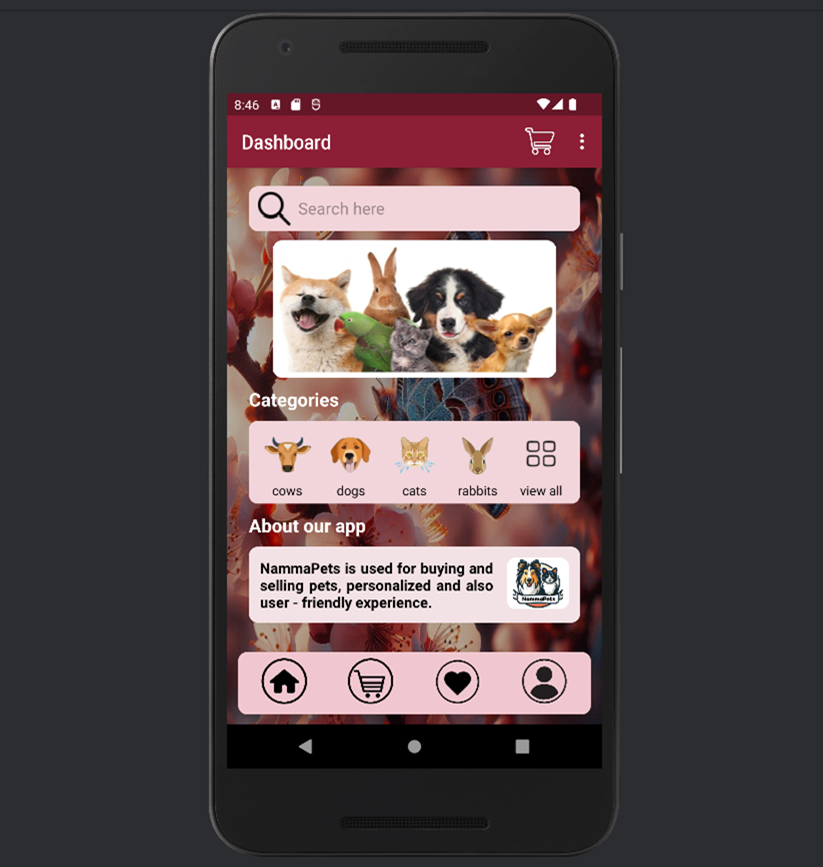 8:46
Dashboard
Search here
Categories
cows dogs cats rabbits view all
About our app
NammaPets is used for buying and
selling pets, personalized and also
user - friendly experience.
NammaPets